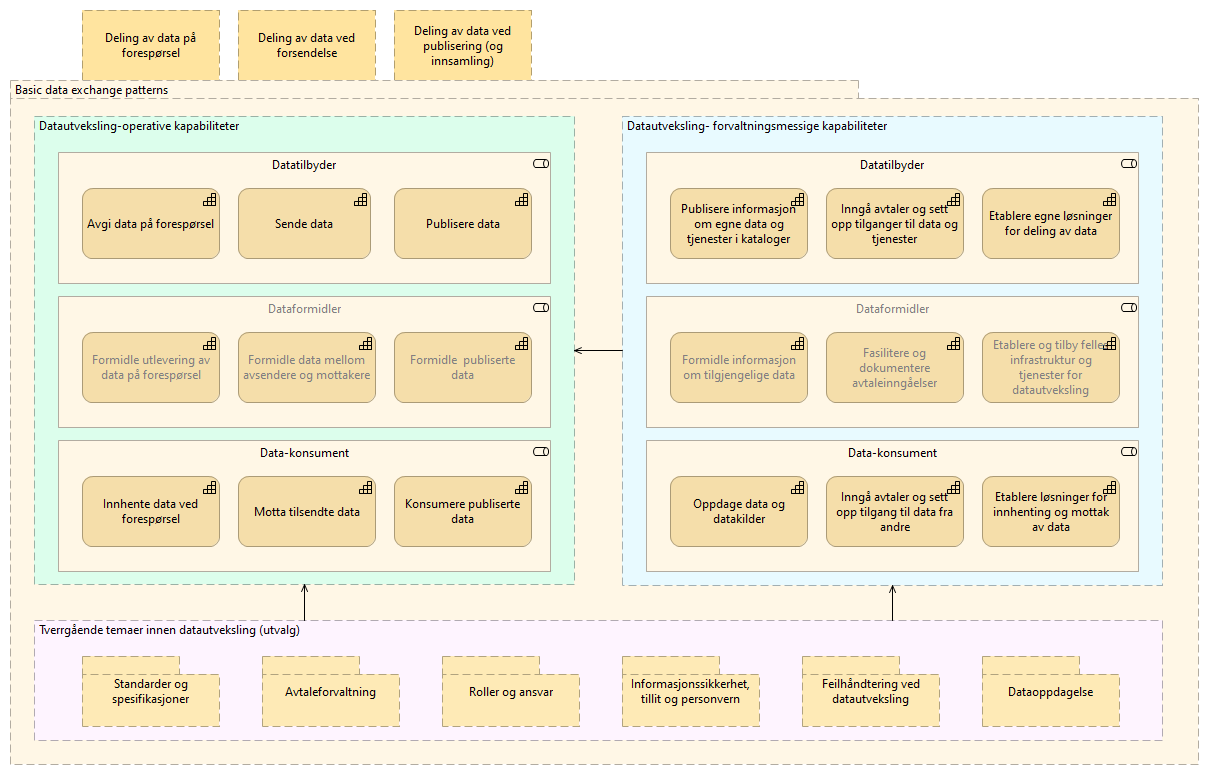 Deling av data på
forespørsel
Deling av data ved
forsendelse
Deling av data ved
publisering (og
innsamling)
Basic data exchange patterns
Datautveksling-operative kapabiliteter
Datatilbyder
Avgi data på forespørsel
Sende data
Publisere data
Dataformidler
Formidle utlevering av
data på forespørsel
Formidle data mellom
avsendere og mottakere
Formidle  publiserte
data
Data-konsument
Innhente data ved
forespørsel
Motta tilsendte data
Konsumere publiserte
data
Datautveksling- forvaltningsmessige kapabiliteter
Datatilbyder
Publisere informasjon
om egne data og
tjenester i kataloger
Inngå avtaler og sett
opp tilganger til data og
tjenester
Etablere egne løsninger
for deling av data
Dataformidler
Formidle informasjon
om tilgjengelige data
Fasilitere og
dokumentere
avtaleinngåelser
Etablere og tilby felles
infrastruktur og
tjenester for
datautveksling
Data-konsument
Oppdage data og
datakilder
Inngå avtaler og sett
opp tilgang til data fra
andre
Etablere løsninger for
innhenting og mottak
av data
Tverrgående temaer innen datautveksling (utvalg)
Standarder og
spesifikasjoner
Avtaleforvaltning
Roller og ansvar
Informasjonssikkerhet,
tillit og personvern
Feilhåndtering ved
datautveksling
Dataoppdagelse